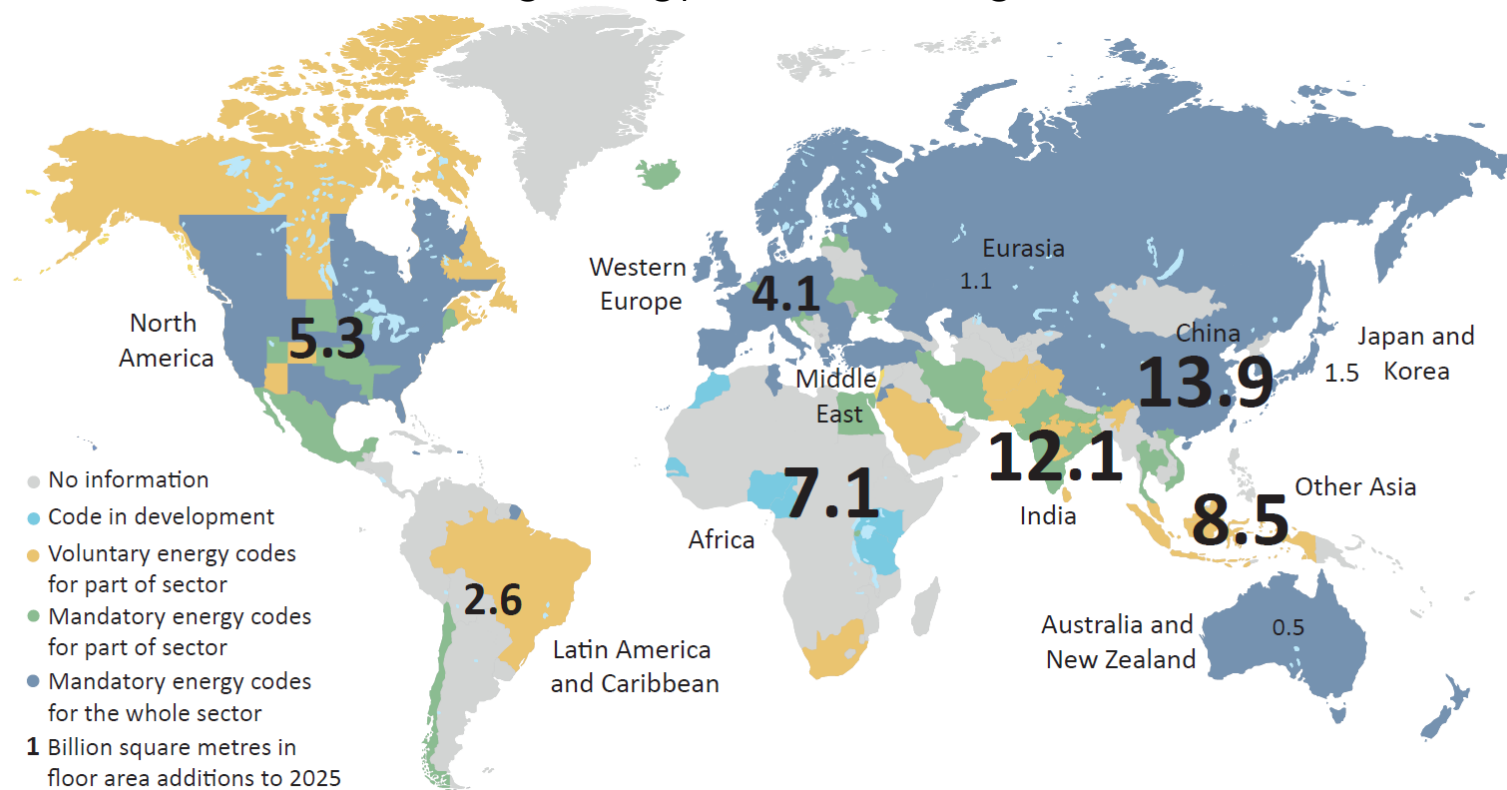 North
America
5.3
Western
Europe
4.1
Eurasia
1.1
China
13.9
Japan and
Korea
1.5
Middle
East
7.1
Africa
12.1
India
8.5
Other Asia
2.6
Latin America
and Caribbean
Australia and
New Zealand
0.5
No information
Code in development
Voluntary energy codes
for part of sector
Mandatory energy codes
for part of sector
Mandatory energy codes
for the whole sector
1 Billion square metres in
floor area additions to 2025